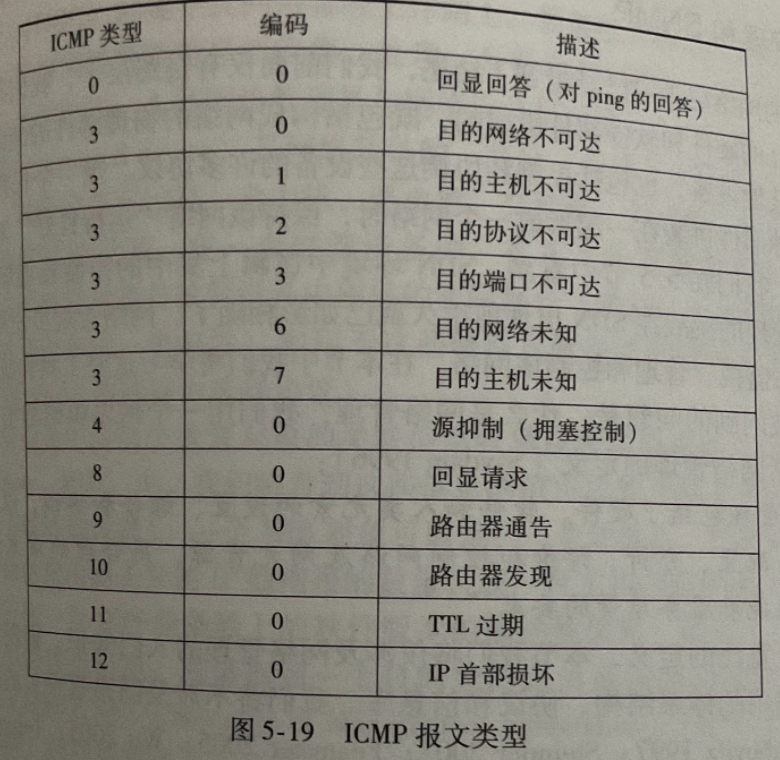 ICMP 类型 编码 描述
0 0 回显回答（对 ping 的回答）
3 0 目的网络不可达
3 1 目的主机不可达
3 2 目的协议不可达
3 3 目的端口不可达
3 6 目的网络未知
3 7 目的主机未知
4 0 源抑制（拥塞控制）
8 0 回显请求
9 0 路由器通告
10 0 路由器发现
11 0 TTL 过期
12 0 IP 首部损坏
图 5-19 ICMP 报文类型